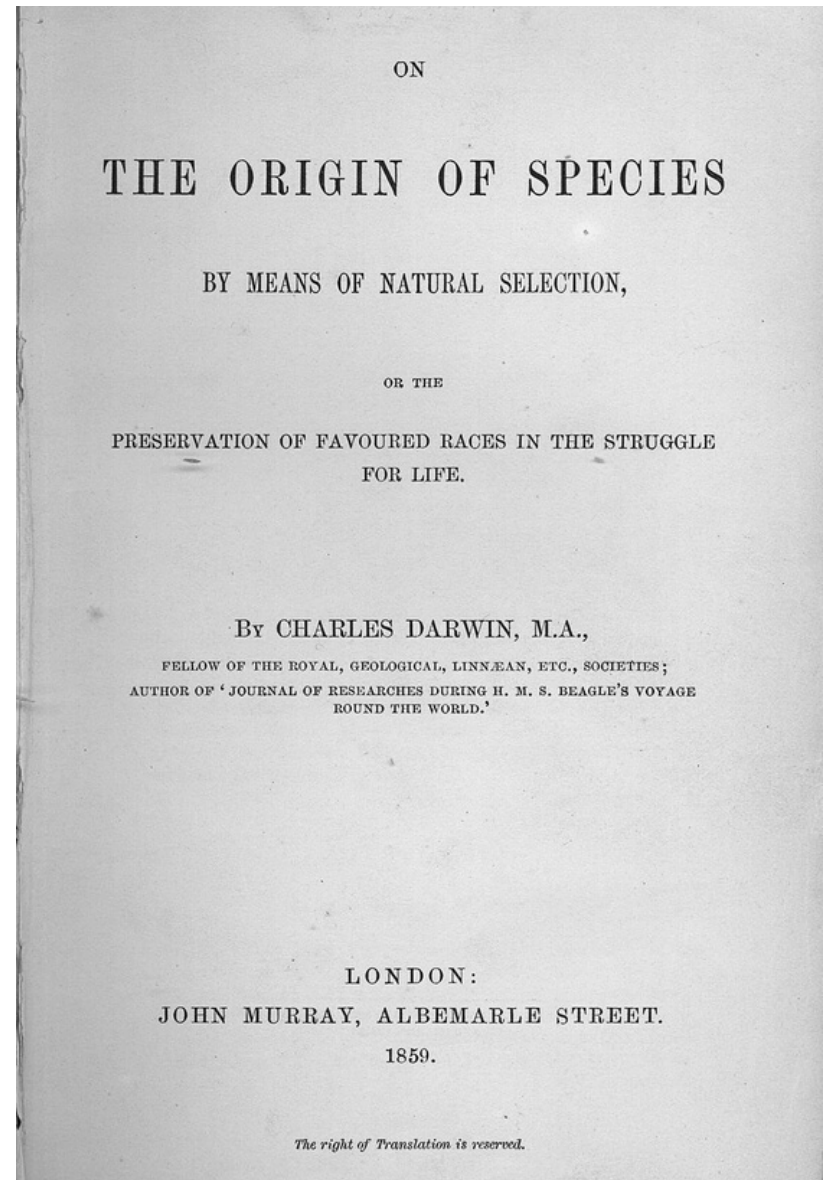 ON
THE ORIGIN OF SPECIES
BY MEANS OF NATURAL SELECTION,
OR THE
PRESERVATION OF FAVOURED RACES IN THE STRUGGLE
FOR LIFE.
BY CHARLES DARWIN, M.A.,
FELLOW OF THE ROYAL, GEOLOGICAL, LINNÆAN, ETC., SOCIETIES;
AUTHOR OF ‘JOURNAL OF RESEARCHES DURING H. M. S. BEAGLE’S VOYAGE
ROUND THE WORLD.’
LONDON:
JOHN MURRAY, ALBEMARLE STREET.
1859.
The right of Translation is reserved.